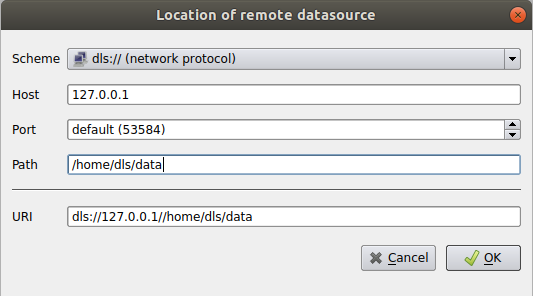 Location of remote datasource
Scheme dls:// (network protocol)
Host 127.0.0.1
Port default (53584)
Path /home/dls/data
URI dls://127.0.0.1//home/dls/data
Cancel OK